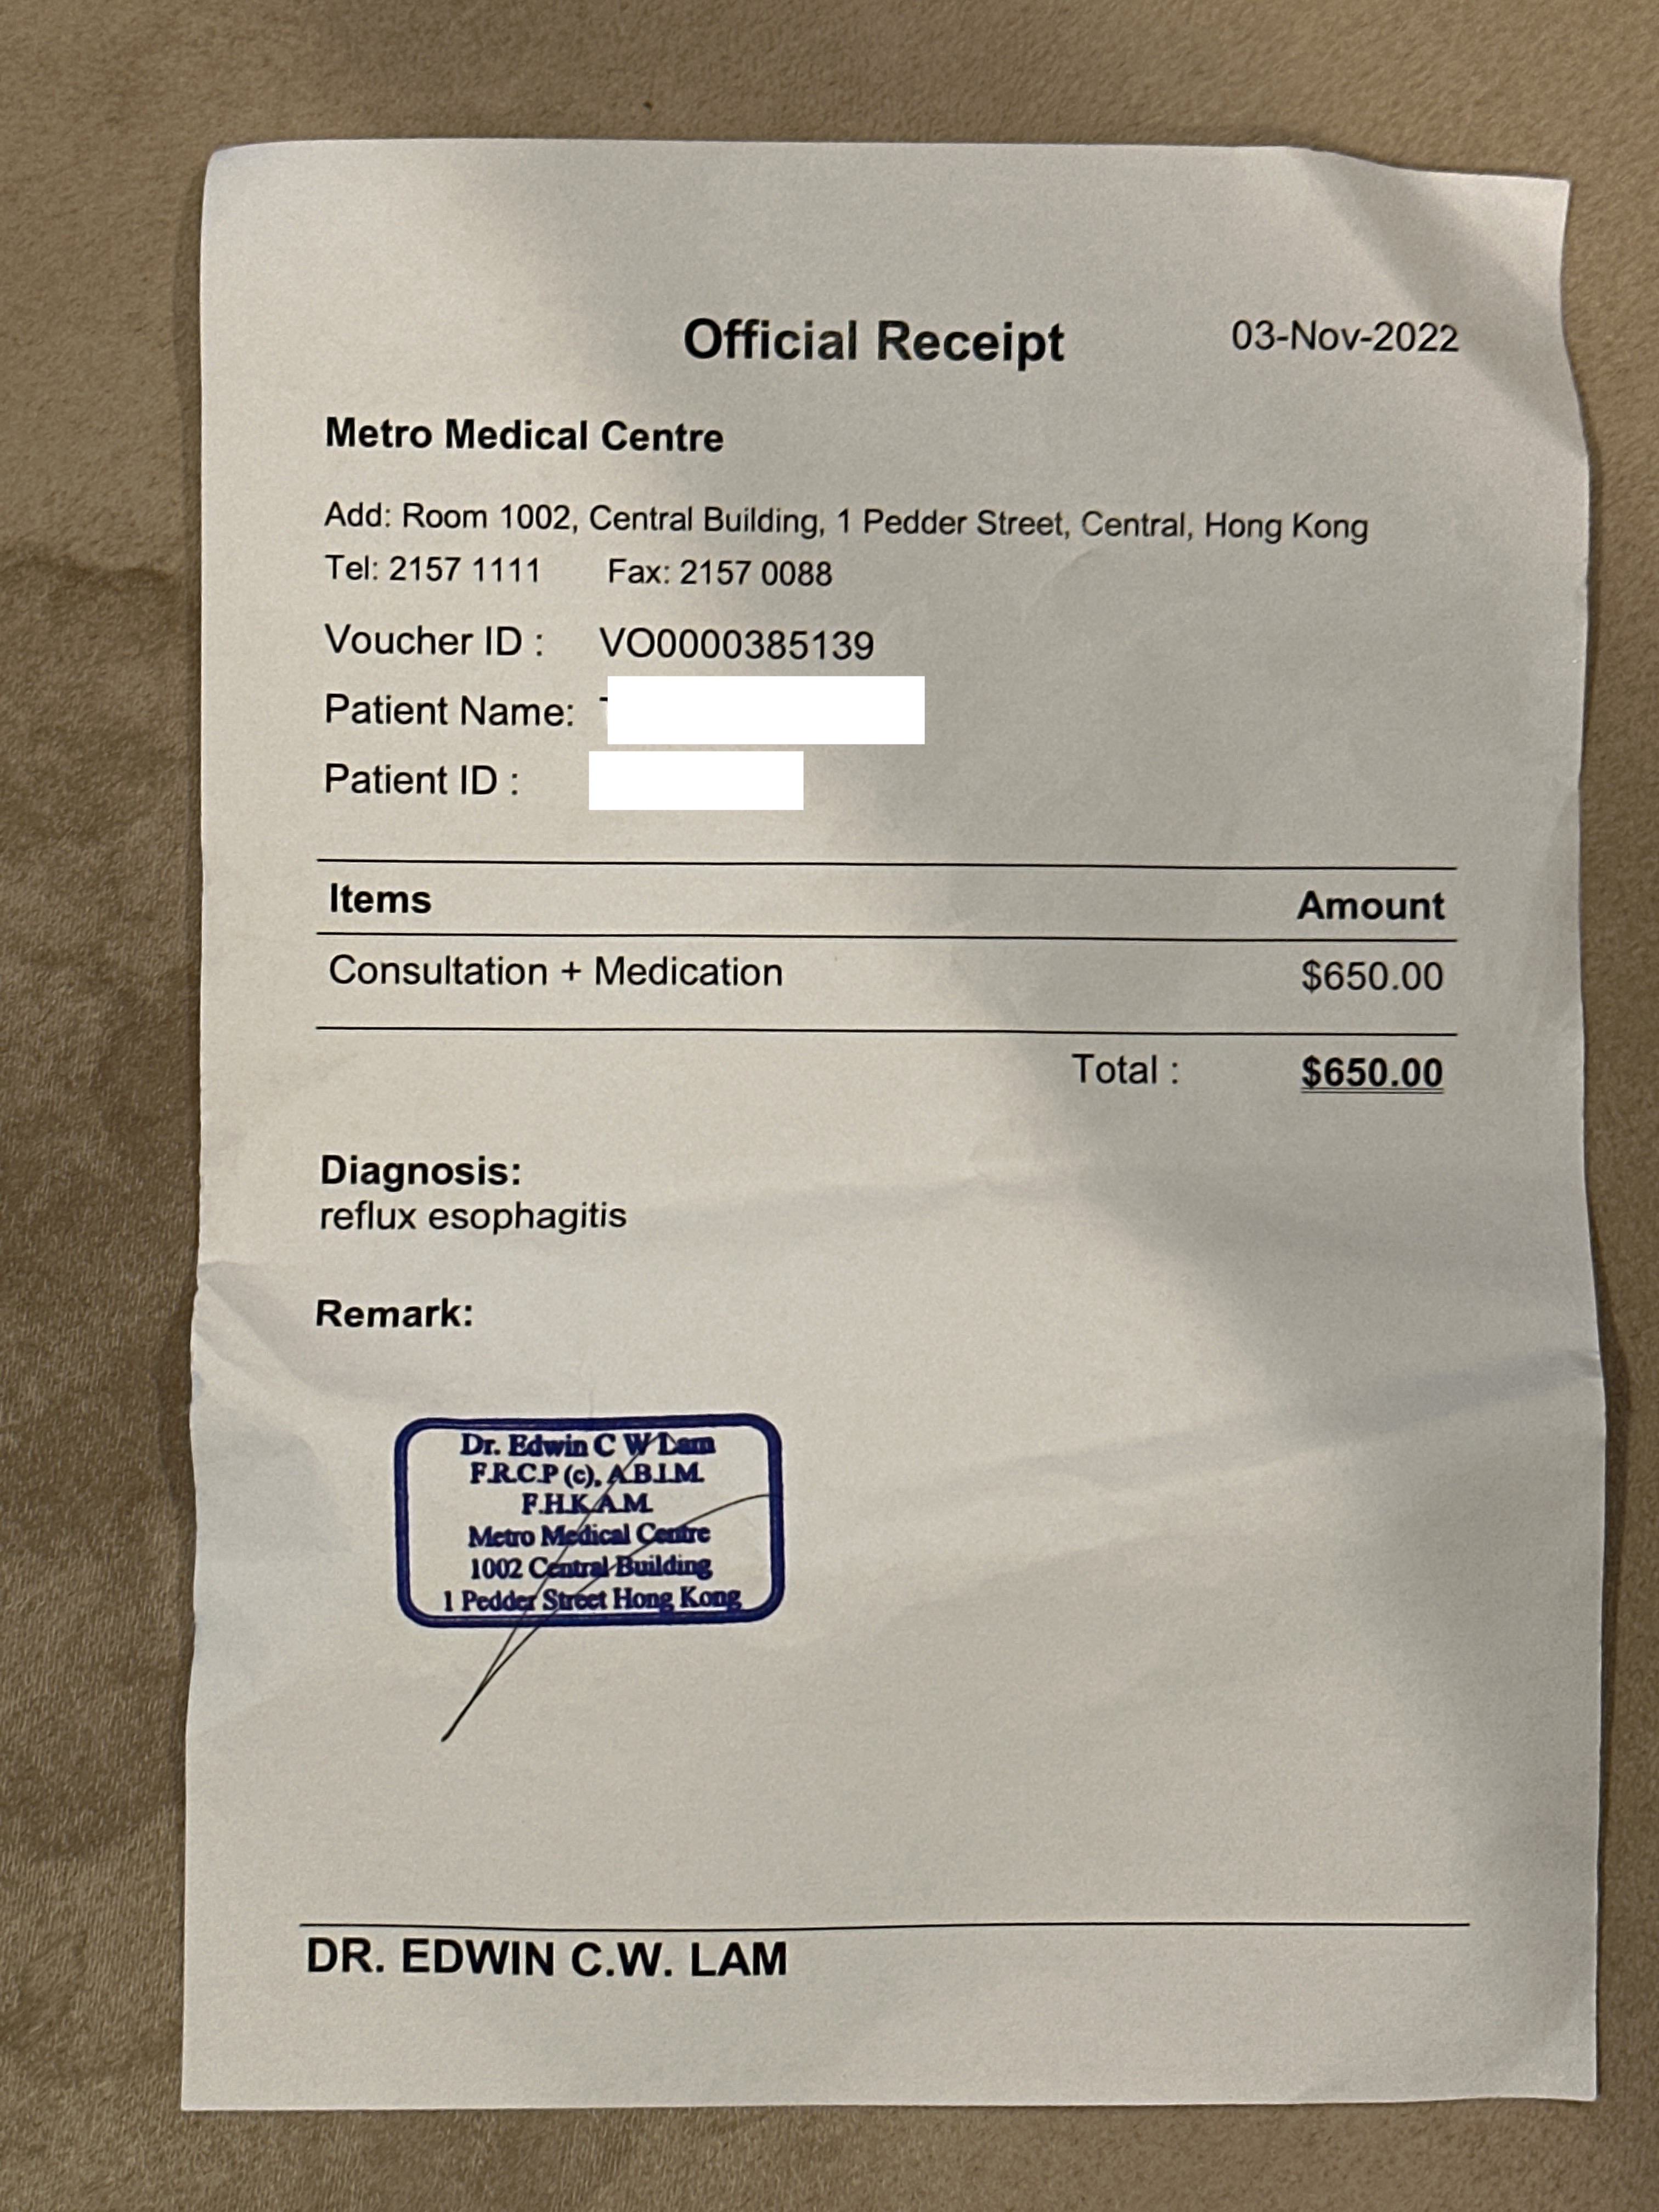 Official Receipt 03-Nov-2022
Metro Medical Centre
Add: Room 1002, Central Building, 1 Pedder Street, Central, Hong Kong
Tel: 2157 1111 Fax: 2157 0088
Voucher ID : VO0000385139
Patient Name:
Patient ID :
Items Amount
Consultation + Medication $650.00
Total : $650.00
Diagnosis:
reflux esophagitis
Remark:
Dr. Edwin C W Lam
F.R.C.P (c), A.B.I.M.
F.H.K.A.M.
Metro Medical Centre
1002 Central Building
1 Pedder Street Hong Kong
DR. EDWIN C.W. LAM